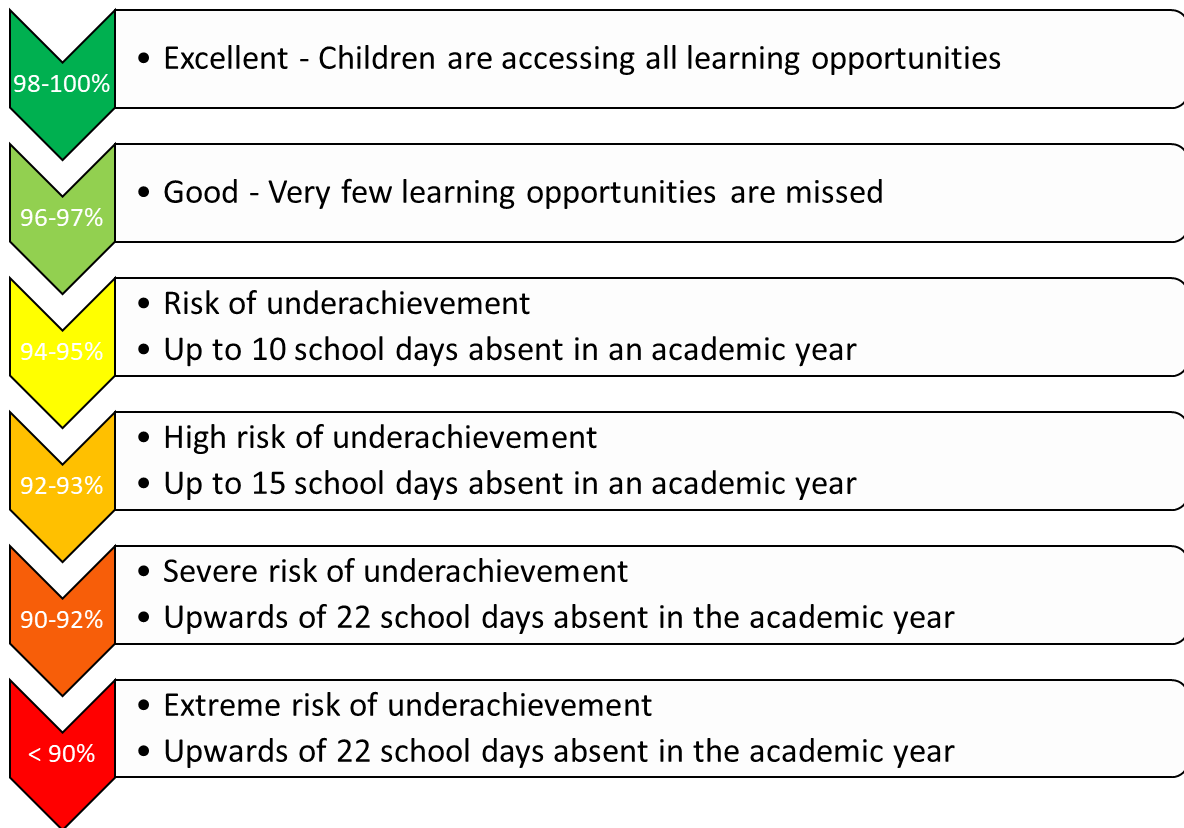 98-100%
• Excellent - Children are accessing all learning opportunities
96-97%
• Good - Very few learning opportunities are missed
94-95%
• Risk of underachievement
• Up to 10 school days absent in an academic year
92-93%
• High risk of underachievement
• Up to 15 school days absent in an academic year
90-92%
• Severe risk of underachievement
• Upwards of 22 school days absent in the academic year
< 90%
• Extreme risk of underachievement
• Upwards of 22 school days absent in the academic year